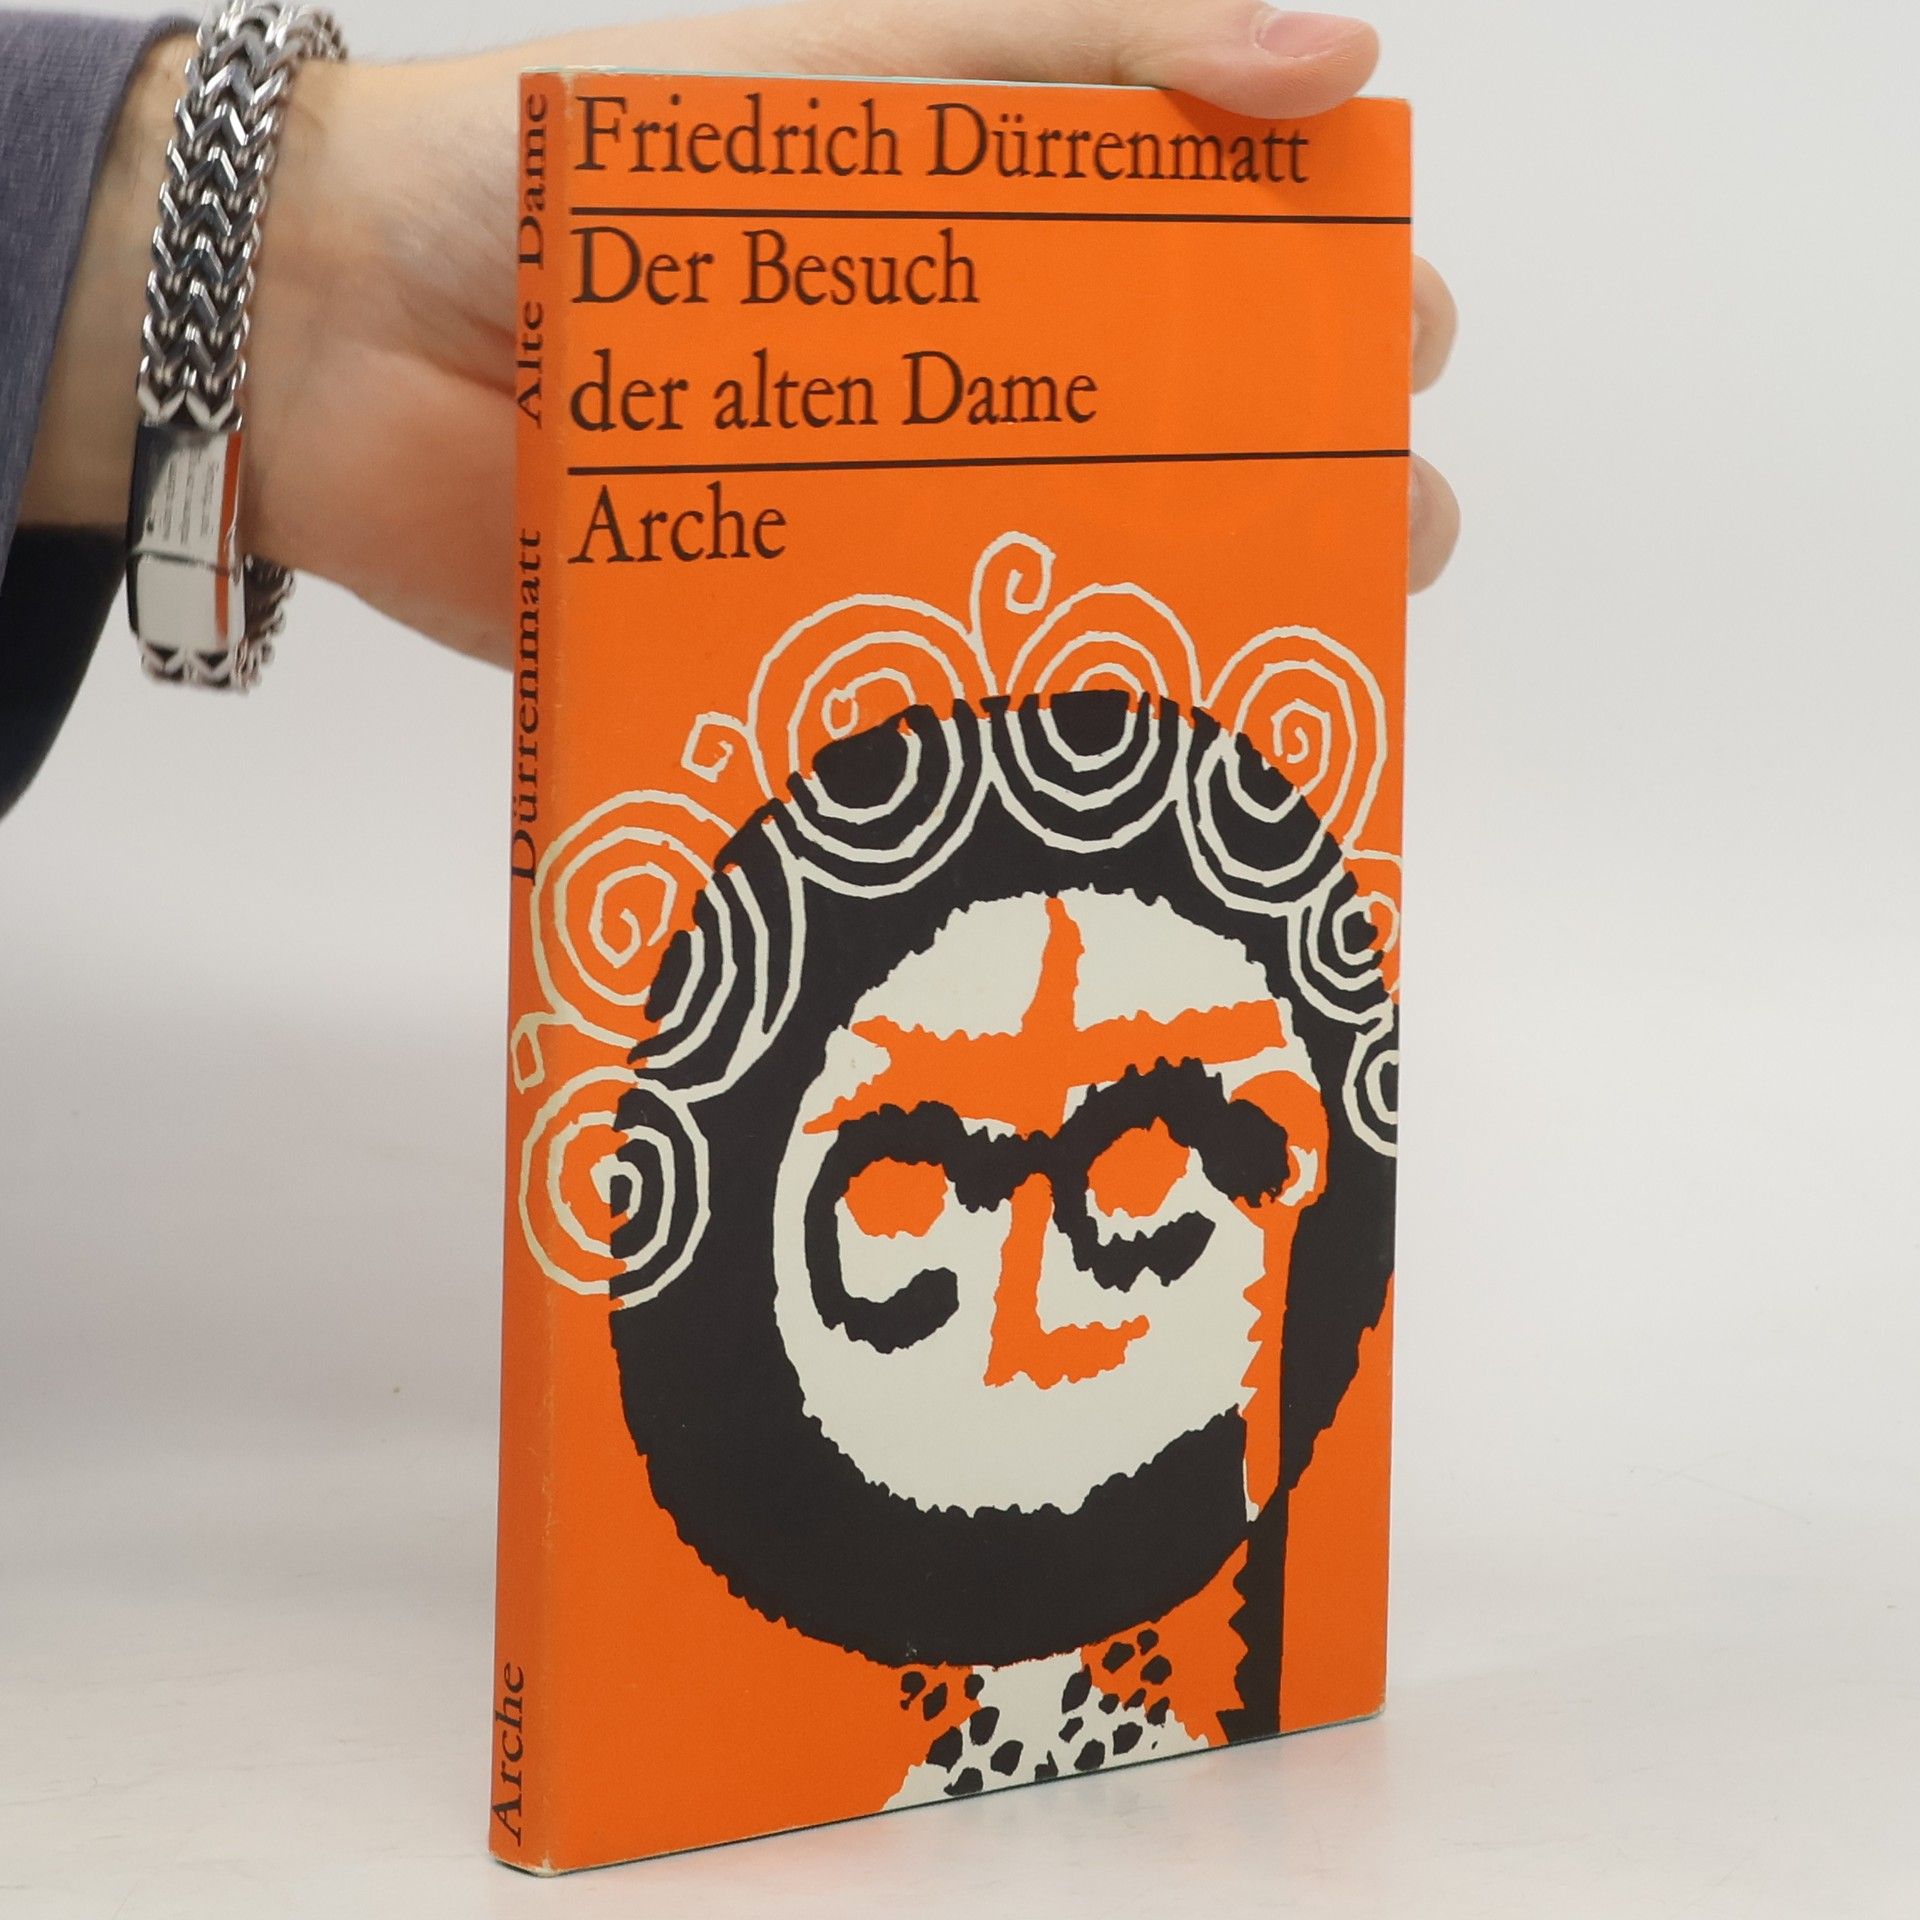 Friedrich Dürrenmatt
Der Besuch
der alten Dame
Arche
Arche Dürrenmatt Alte Dame